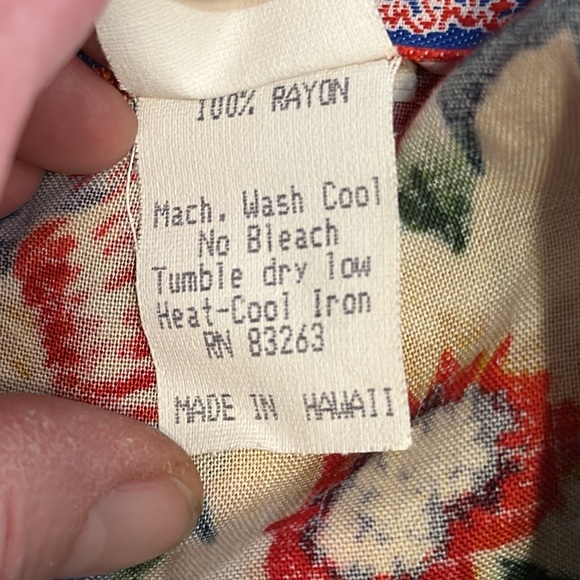 100% RAYON
Mach. Wash Cool
No Bleach
Tumble dry low
Heat-Cool Iron
RN 83263
MADE IN HAWAII